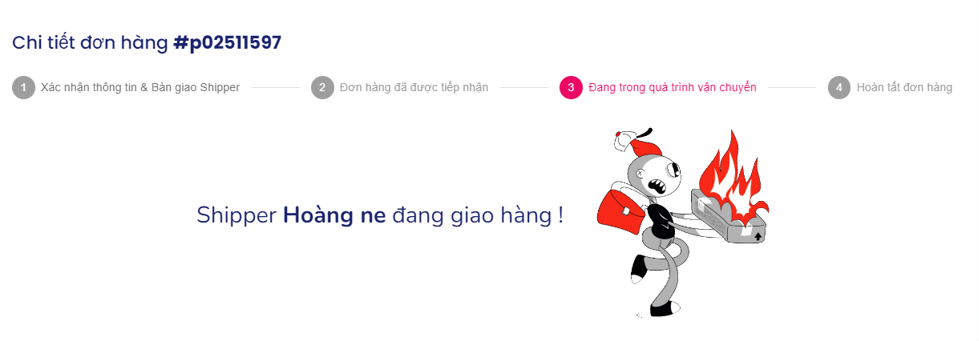 Chi tiết đơn hàng #p02511597
1 Xác nhận thông tin & Bàn giao Shipper 2 Đơn hàng đã được tiếp nhận 3 Đang trong quá trình vận chuyển 4 Hoàn tất đơn hàng
Shipper Hoàng ne đang giao hàng !